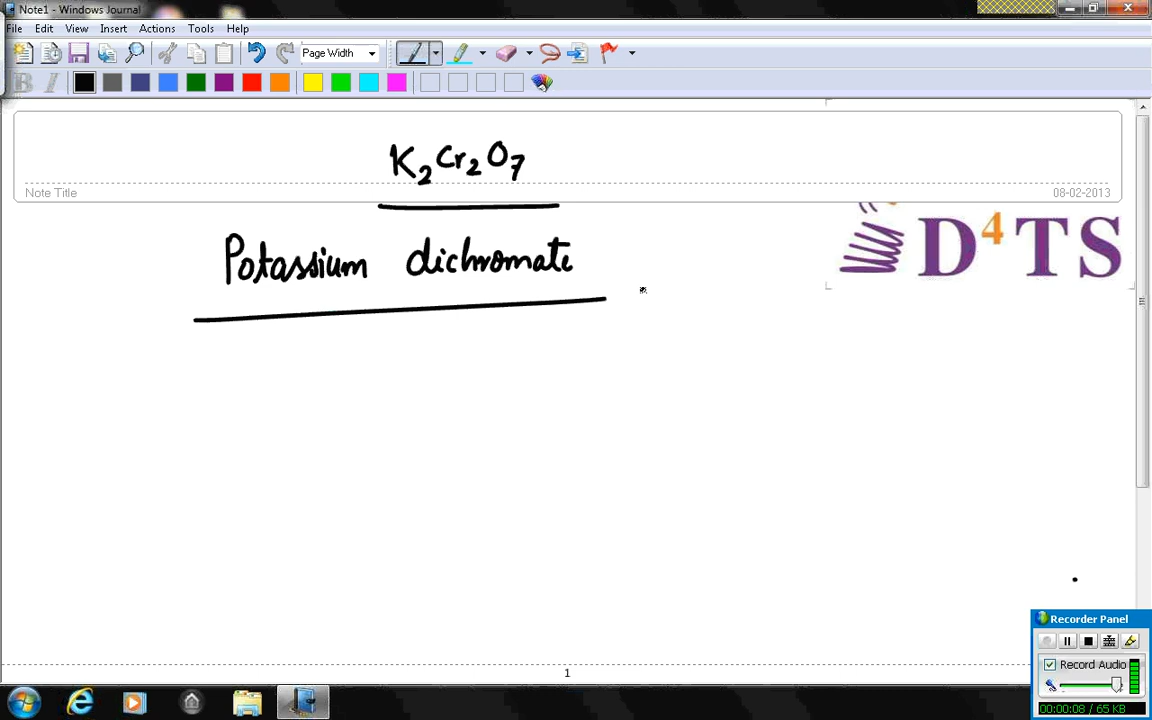 Note1 - Windows Journal
File Edit View Insert Actions Tools Help
Page Width
B I
K₂Cr₂O₇
Note Title
08-02-2013
Potassium dichromate
D⁴TS
1
Recorder Panel
Record Audio
00:00:08 / 65 KB